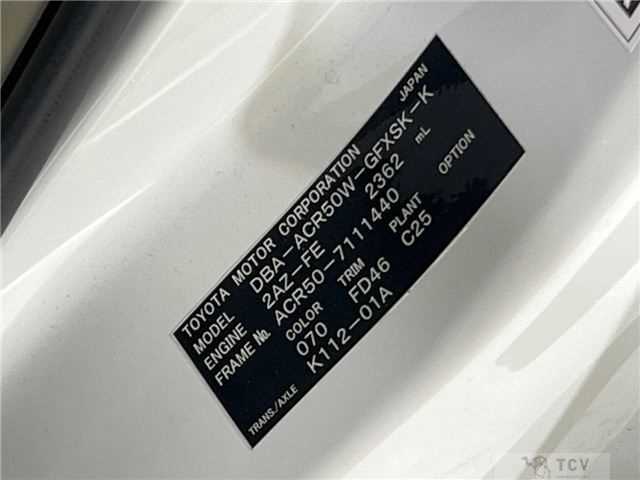 TOYOTA MOTOR CORPORATION JAPAN
MODEL DBA-ACR50W-GFXSK-K
ENGINE 2AZ-FE 2362 mL
FRAME No. ACR50-7111440
COLOR TRIM PLANT OPTION
070 FD46 C25
TRANS./AXLE K112-01A
TCV